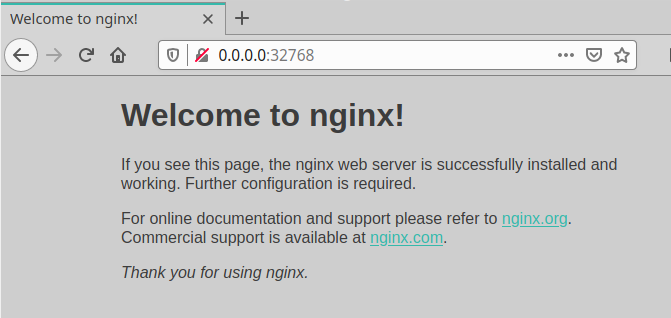 Welcome to nginx!
0.0.0.0:32768
Welcome to nginx!
If you see this page, the nginx web server is successfully installed and
working. Further configuration is required.
For online documentation and support please refer to nginx.org.
Commercial support is available at nginx.com.
Thank you for using nginx.